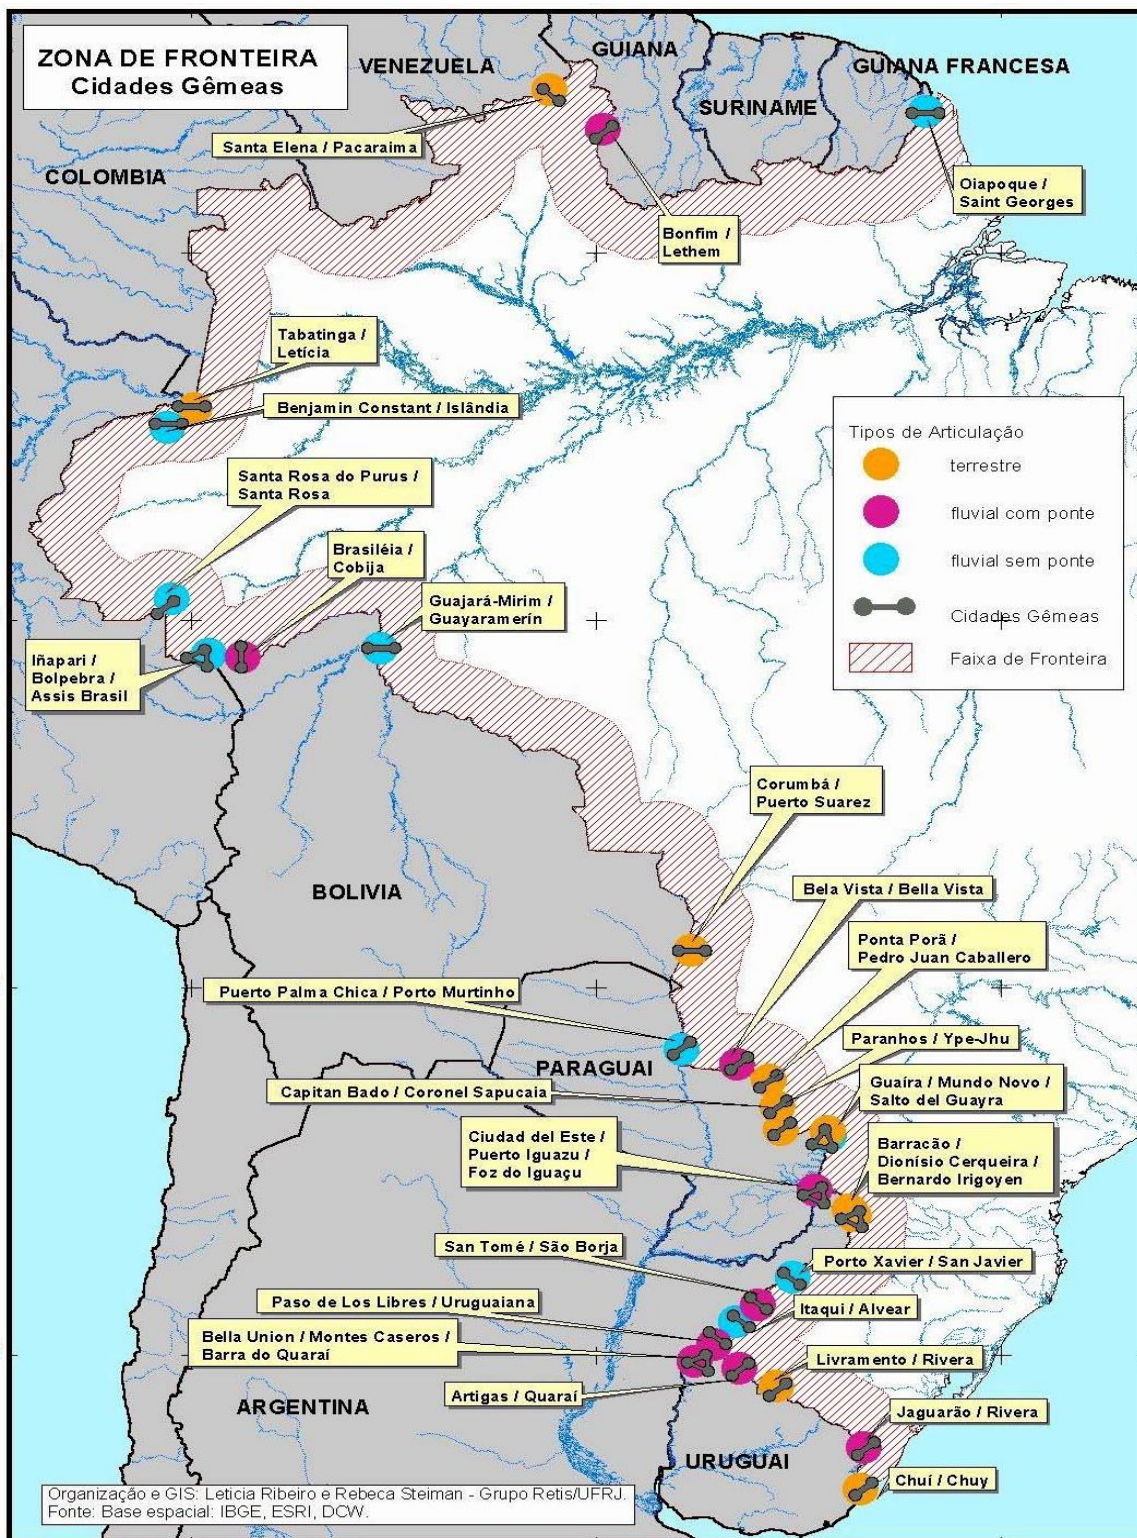 ZONA DE FRONTEIRA
Cidades Gêmeas
VENEZUELA
GUIANA
SURINAME
GUIANA FRANCESA
COLOMBIA
Santa Elena / Pacaraima
Bonfim /
Lethem
Oiapoque /
Saint Georges
Tabatinga /
Letícia
Benjamin Constant / Islândia
Santa Rosa do Purus /
Santa Rosa
Brasiléia /
Cobija
Guajará-Mirim /
Guayaramerín
Iñapari /
Bolpebra /
Assis Brasil
Tipos de Articulação
terrestre
fluvial com ponte
fluvial sem ponte
Cidades Gêmeas
Faixa de Fronteira
Corumbá /
Puerto Suarez
BOLIVIA
Bela Vista / Bella Vista
Ponta Porã /
Pedro Juan Caballero
Puerto Palma Chica / Porto Murtinho
Paranhos / Ype-Jhu
PARAGUAI
Capitan Bado / Coronel Sapucaia
Guaíra / Mundo Novo /
Salto del Guayra
Ciudad del Este /
Puerto Iguazu /
Foz do Iguaçu
Barracão /
Dionísio Cerqueira /
Bernardo Irigoyen
San Tomé / São Borja
Porto Xavier / San Javier
Paso de Los Libres / Uruguaiana
Itaqui / Alvear
Bella Union / Montes Caseros /
Barra do Quaraí
Livramento / Rivera
Artigas / Quaraí
ARGENTINA
Jaguarão / Rivera
URUGUAI
Chuí / Chuy
Organização e GIS: Leticia Ribeiro e Rebeca Steiman - Grupo Retis/UFRJ.
Fonte: Base espacial: IBGE, ESRI, DCW.